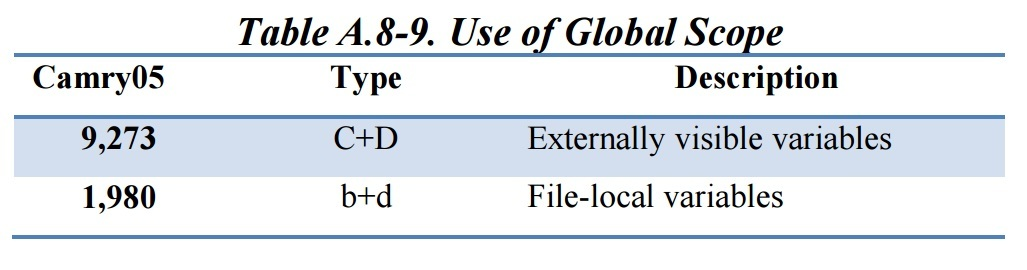 Table A.8-9. Use of Global Scope
Camry05 Type Description
9,273 C+D Externally visible variables
1,980 b+d File-local variables